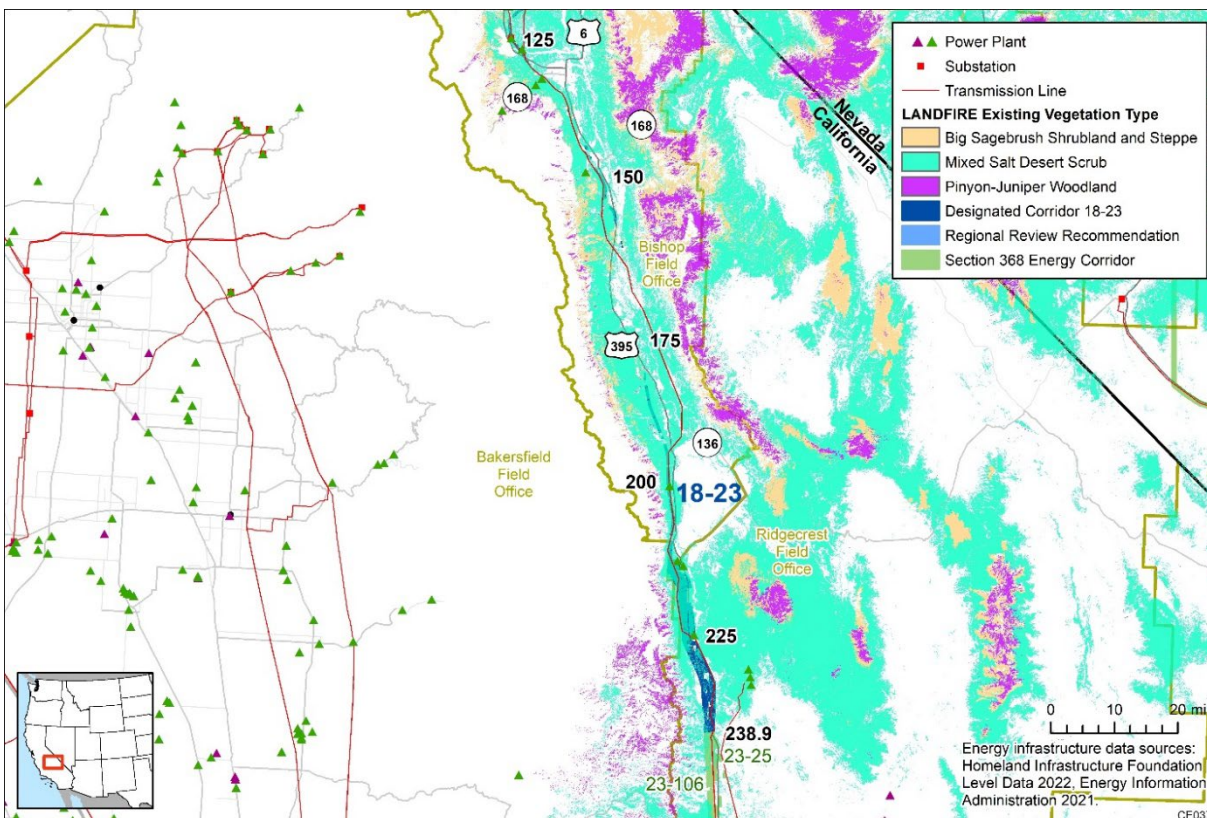 125
6
168
168
Nevada
California
150
Bishop
Field
Office
175
395
136
Bakersfield
Field
Office
200
18-23
Ridgecrest
Field
Office
225
238.9
23-25
23-106
Power Plant
Substation
Transmission Line
LANDFIRE Existing Vegetation Type
Big Sagebrush Shrubland and Steppe
Mixed Salt Desert Scrub
Pinyon-Juniper Woodland
Designated Corridor 18-23
Regional Review Recommendation
Section 368 Energy Corridor
0 10 20 mi
Energy infrastructure data sources:
Homeland Infrastructure Foundation
Level Data 2022, Energy Information
Administration 2021.